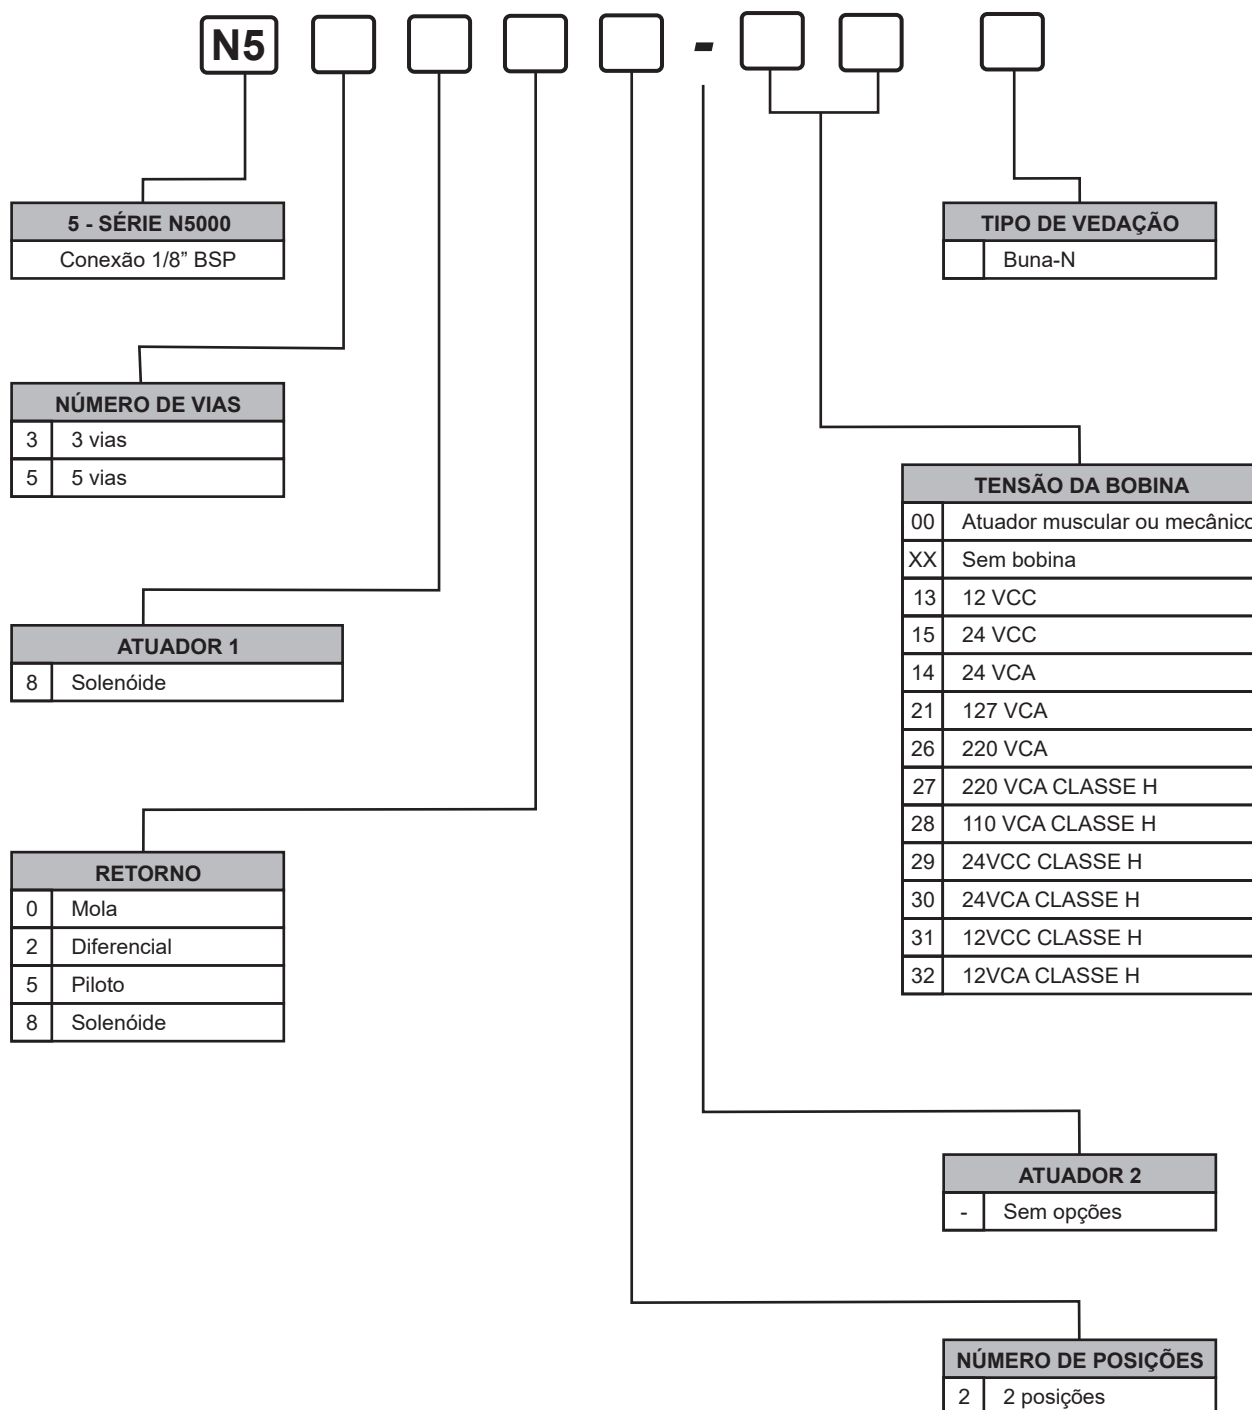 N5 -
5 - SÉRIE N5000
Conexão 1/8” BSP
NÚMERO DE VIAS
3 3 vias
5 5 vias
ATUADOR 1
8 Solenóide
RETORNO
0 Mola
2 Diferencial
5 Piloto
8 Solenóide
TIPO DE VEDAÇÃO
Buna-N
TENSÃO DA BOBINA
00 Atuador muscular ou mecânico
XX Sem bobina
13 12 VCC
15 24 VCC
14 24 VCA
21 127 VCA
26 220 VCA
27 220 VCA CLASSE H
28 110 VCA CLASSE H
29 24VCC CLASSE H
30 24VCA CLASSE H
31 12VCC CLASSE H
32 12VCA CLASSE H
ATUADOR 2
- Sem opções
NÚMERO DE POSIÇÕES
2 2 posições